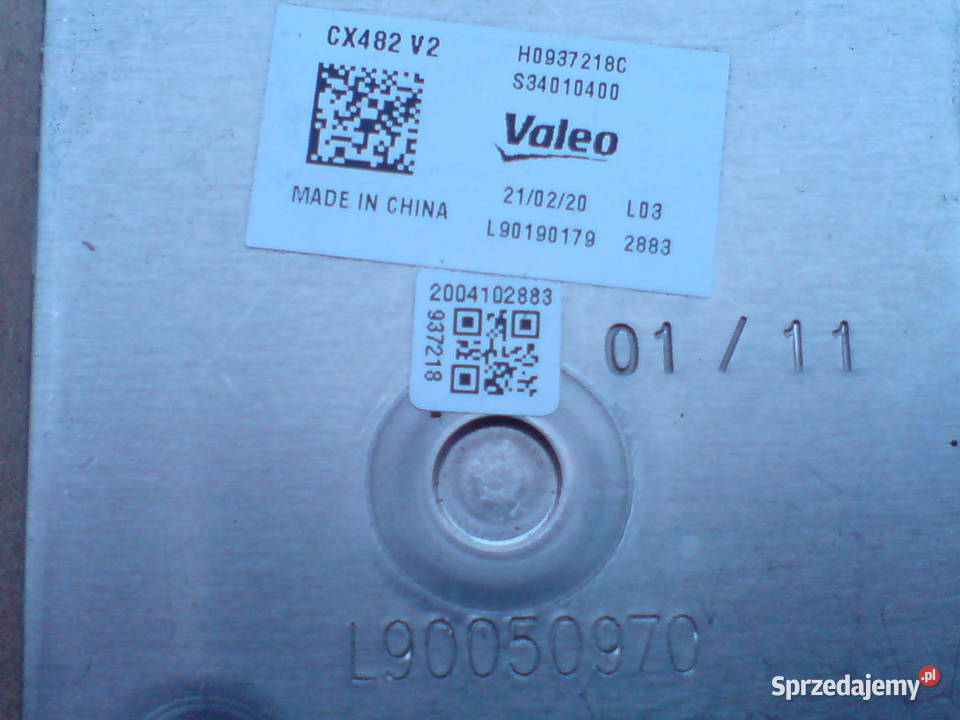 CX482 V2
H0937218C
S34010400
Valeo
MADE IN CHINA
21/02/20 L03
L90190179 2883
2004102883
937218
01 / 11
L90050970
Sprzedajemy.pl